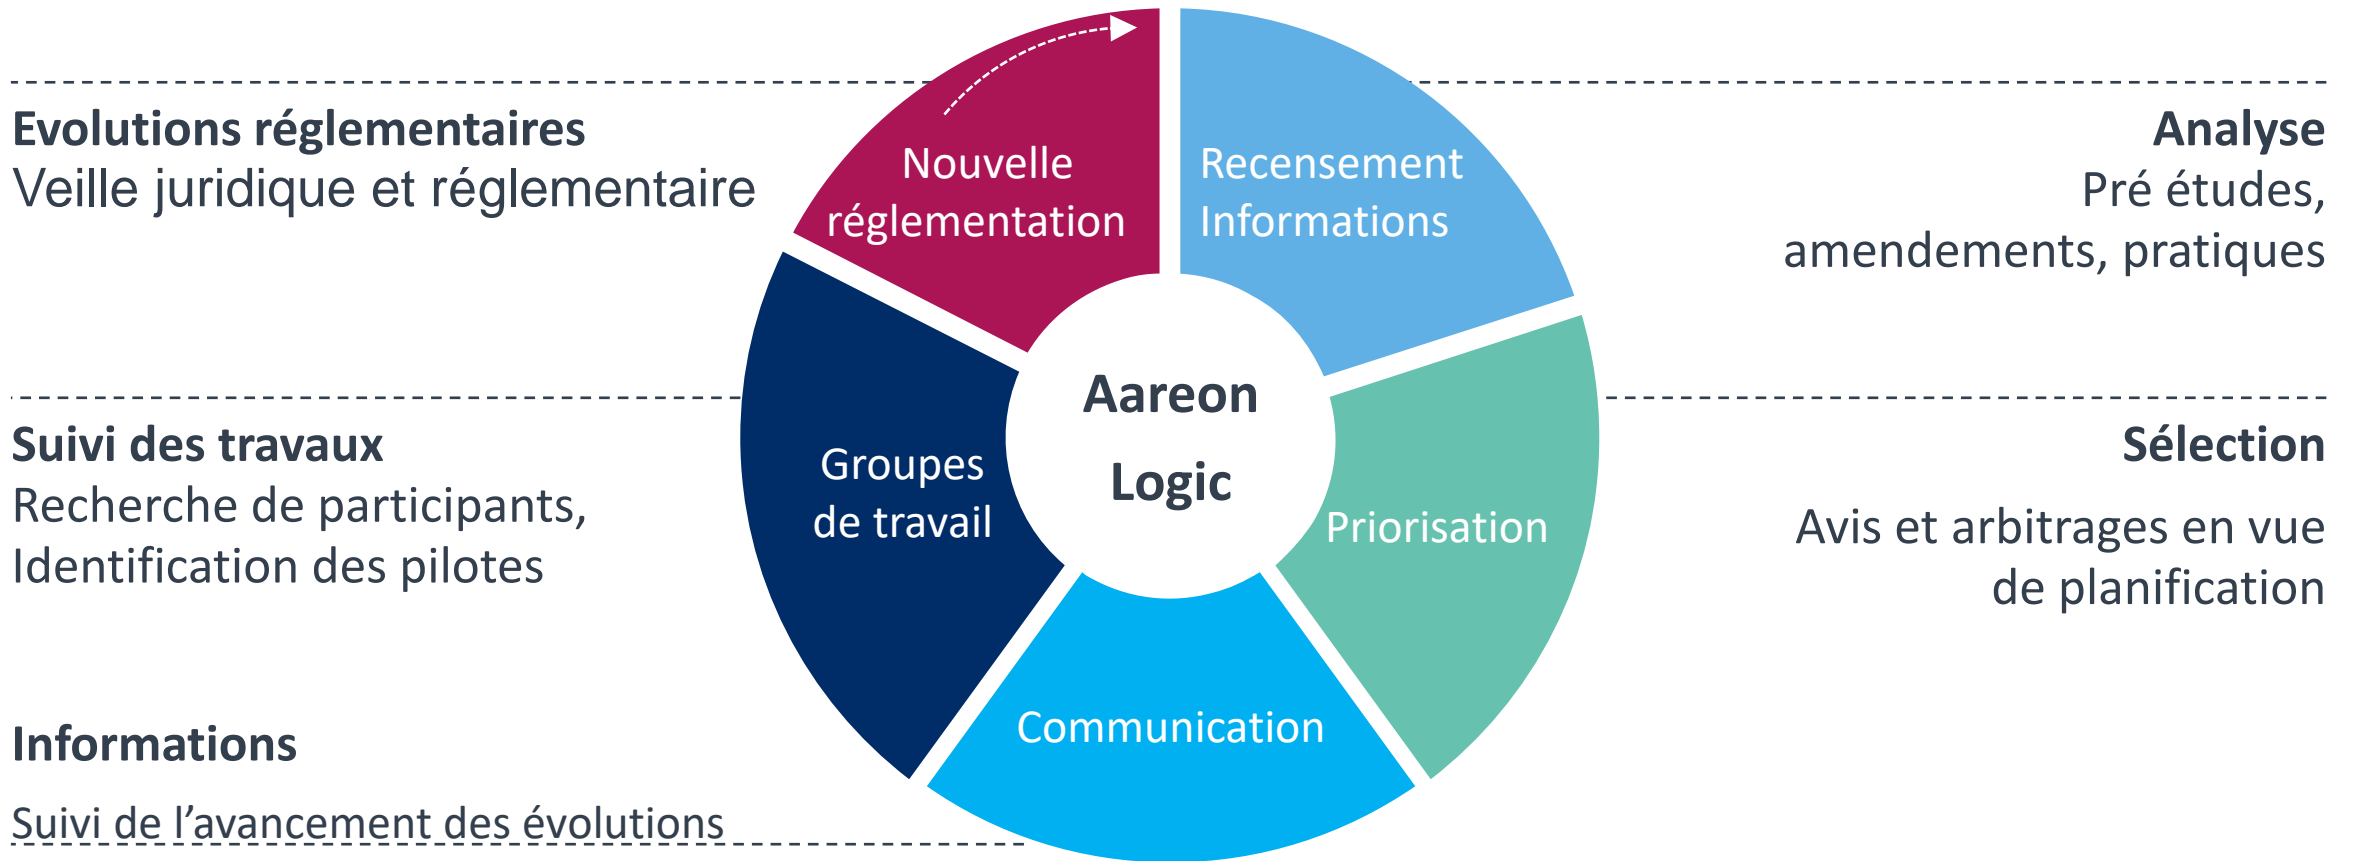 Evolutions réglementaires
Veille juridique et réglementaire
Suivi des travaux
Recherche de participants,
Identification des pilotes
Informations
Suivi de l’avancement des évolutions
Nouvelle
réglementation
Recensement
Informations
Aareon
Logic
Groupes
de travail
Priorisation
Communication
Analyse
Pré études,
amendements, pratiques
Sélection
Avis et arbitrages en vue
de planification